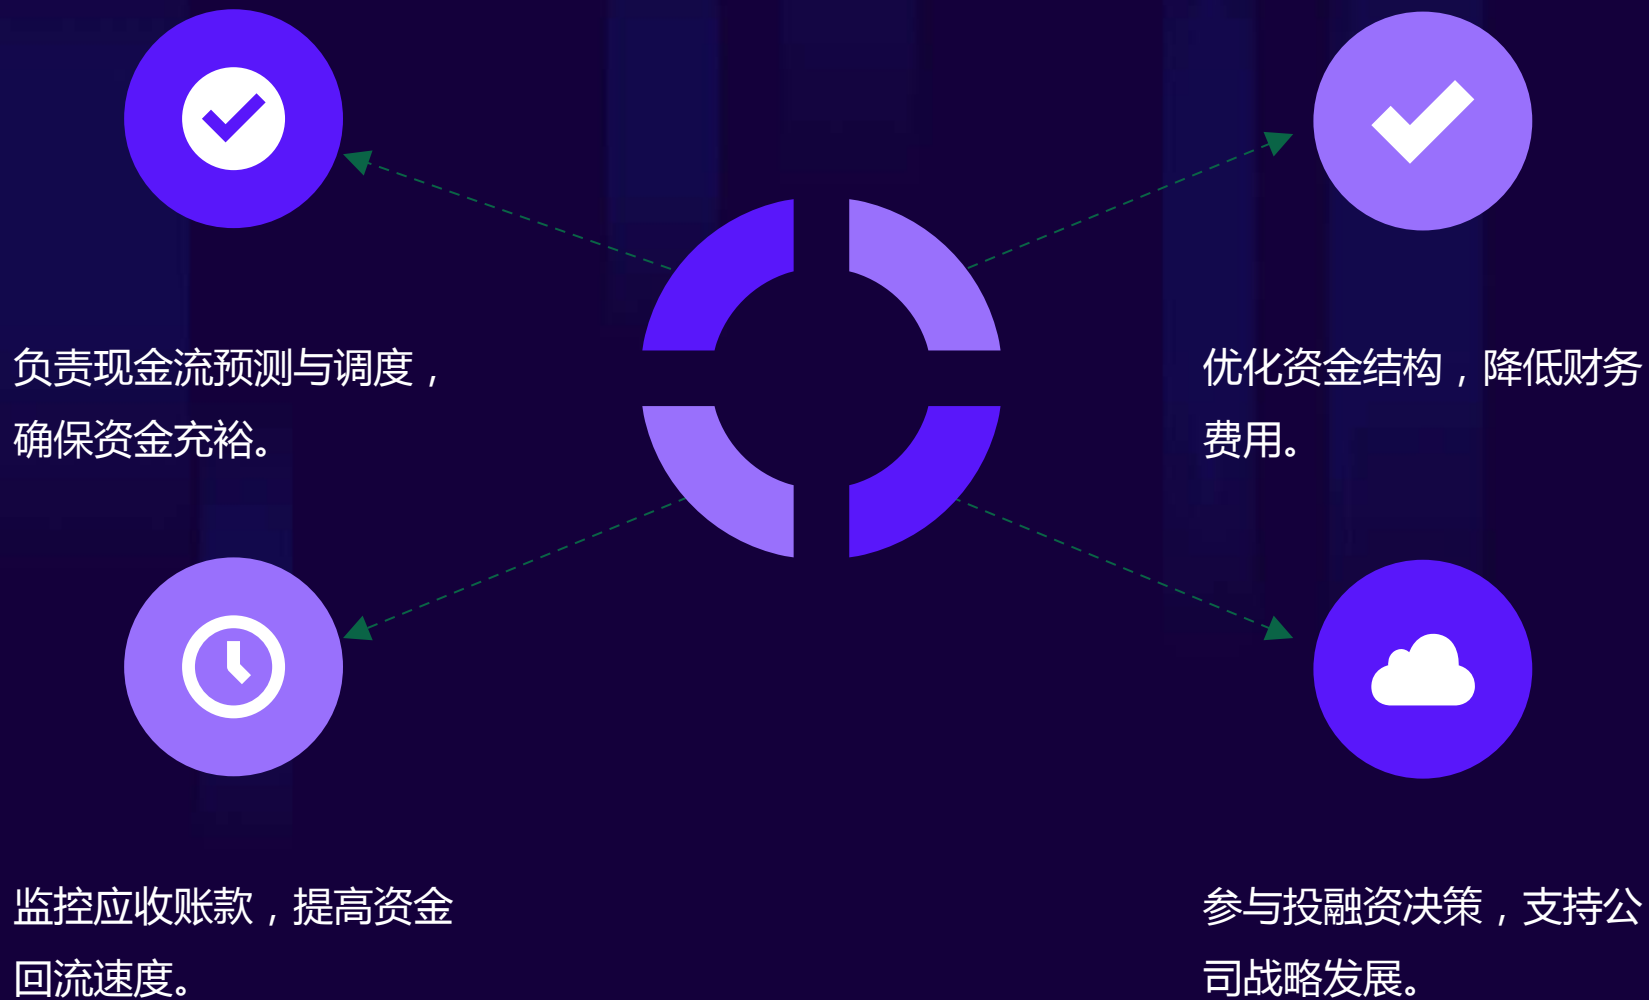 负责现金流预测与调度，
确保资金充裕。
优化资金结构，降低财务
费用。
监控应收账款，提高资金
回流速度。
参与投融资决策，支持公
司战略发展。